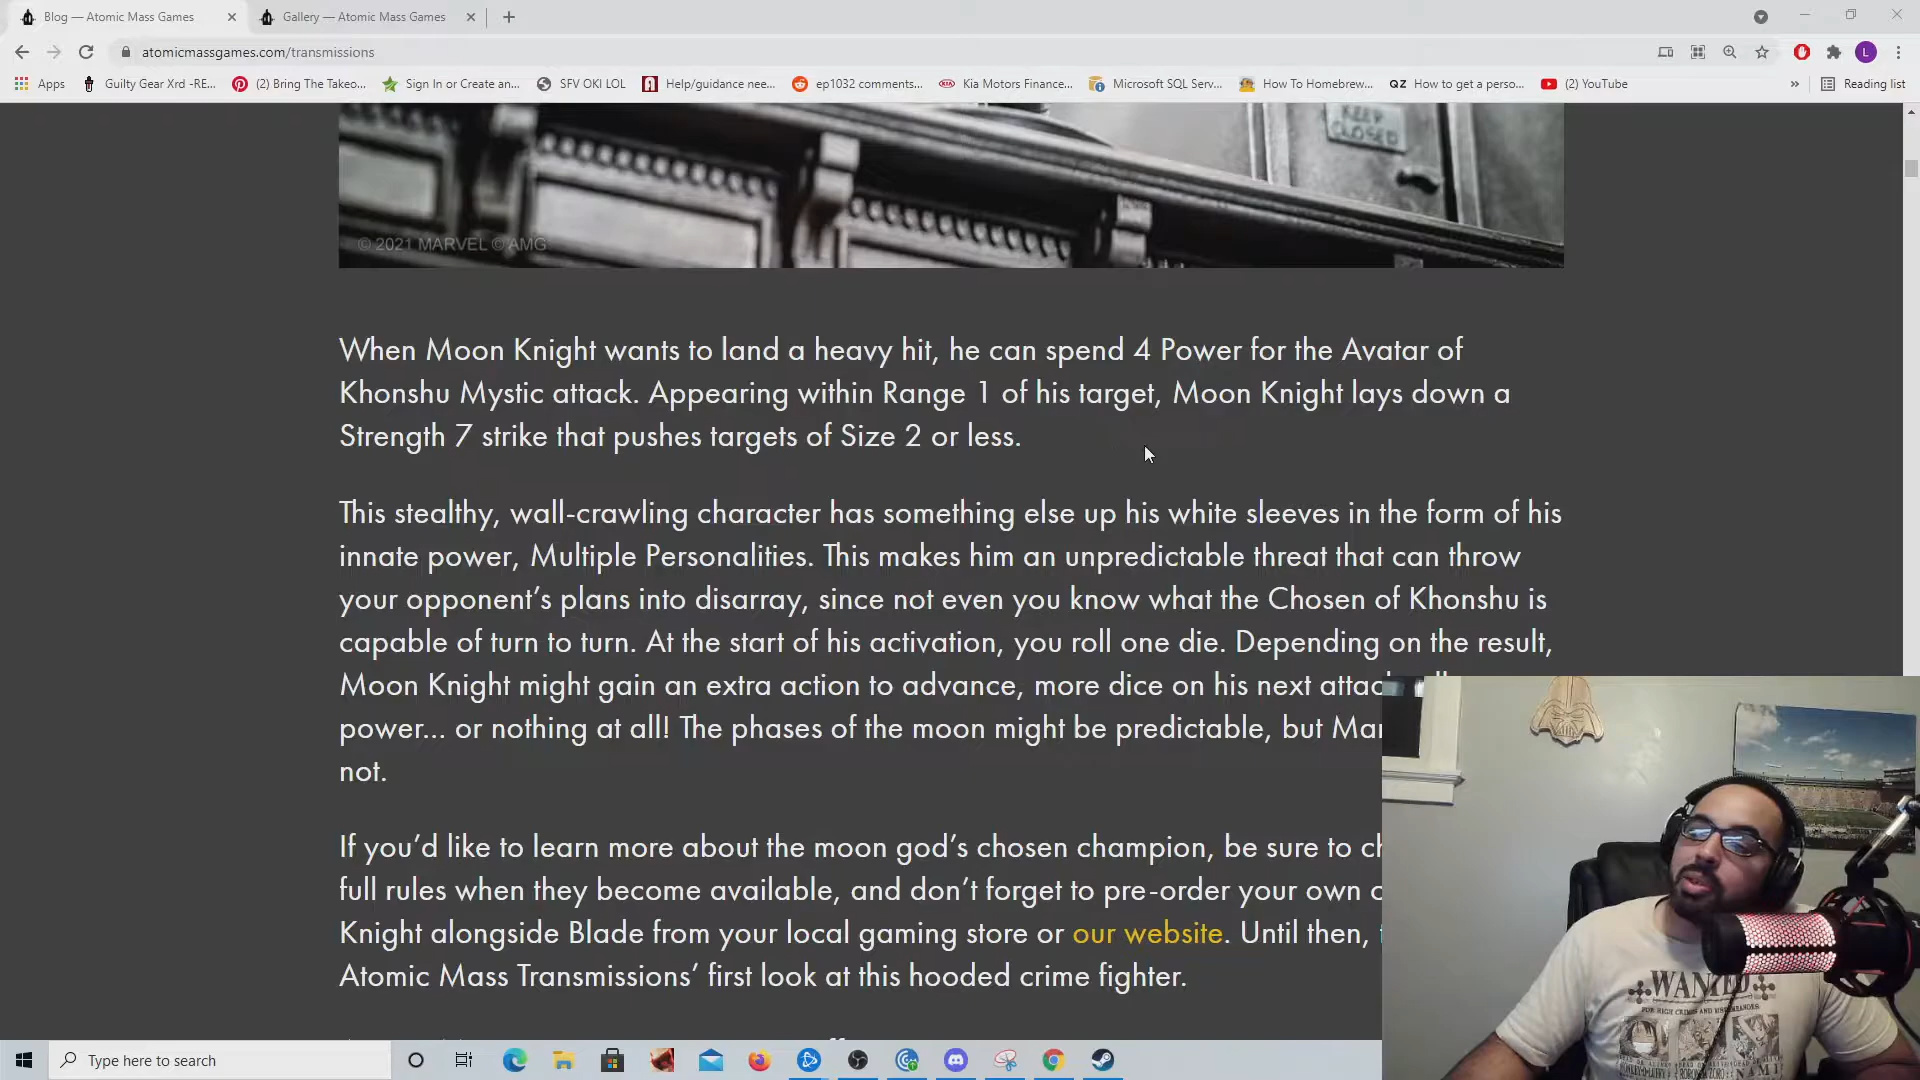 Blog — Atomic Mass Games
Gallery — Atomic Mass Games
atomicmassgames.com/transmissions
L
Apps
Guilty Gear Xrd -RE...
(2) Bring The Takeo...
Sign In or Create an...
SFV OKI LOL
Help/guidance nee...
ep1032 comments...
Kia Motors Finance...
Microsoft SQL Serv...
How To Homebrew...
QZ How to get a perso...
(2) YouTube
»
Reading list
KEEP
CLOSED
© 2021 MARVEL © AMG
When Moon Knight wants to land a heavy hit, he can spend 4 Power for the Avatar of
Khonshu Mystic attack. Appearing within Range 1 of his target, Moon Knight lays down a
Strength 7 strike that pushes targets of Size 2 or less.
This stealthy, wall-crawling character has something else up his white sleeves in the form of his
innate power, Multiple Personalities. This makes him an unpredictable threat that can throw
your opponent’s plans into disarray, since not even you know what the Chosen of Khonshu is
capable of turn to turn. At the start of his activation, you roll one die. Depending on the result,
Moon Knight might gain an extra action to advance, more dice on his next
power... or nothing at all! The phases of the moon might be predictable, but
not.
If you’d like to learn more about the moon god’s chosen champion, be sure to
full rules when they become available, and don’t forget to pre-order your own
Knight alongside Blade from your local gaming store or our website. Until then,
Atomic Mass Transmissions’ first look at this hooded crime fighter.
WANTED
FOR HIGH CRIMES AND MISDEMEANORS
NAMI
Type here to search